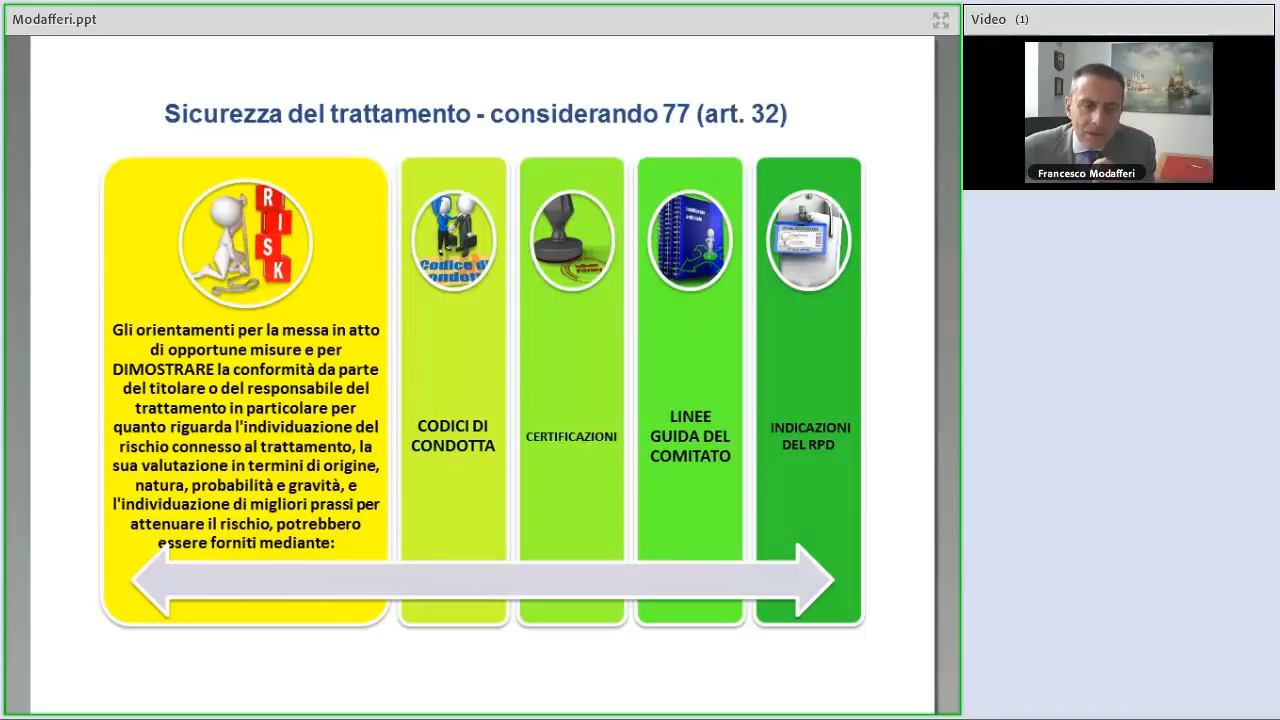 Modafferi.ppt
Video (1)
Francesco Modafferi
Sicurezza del trattamento - considerando 77 (art. 32)
R
I
S
K
Gli orientamenti per la messa in atto
di opportune misure e per
DIMOSTRARE la conformità da parte
del titolare o del responsabile del
trattamento in particolare per
quanto riguarda l'individuazione del
rischio connesso al trattamento, la
sua valutazione in termini di origine,
natura, probabilità e gravità, e
l'individuazione di migliori prassi per
attenuare il rischio, potrebbero
essere forniti mediante:
Codice di
CODICI DI
CONDOTTA
CERTIFICAZIONI
LINEE
GUIDA DEL
COMITATO
INDICAZIONI
DEL RPD